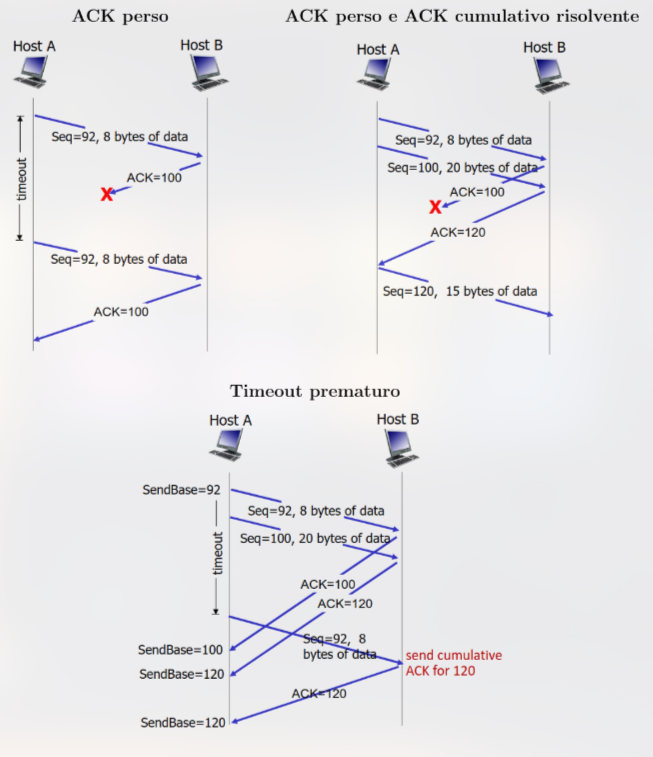 ACK perso
Host A
Host B
timeout
Seq=92, 8 bytes of data
ACK=100
X
Seq=92, 8 bytes of data
ACK=100
ACK perso e ACK cumulativo risolvente
Host A
Host B
Seq=92, 8 bytes of data
Seq=100, 20 bytes of data
ACK=100
X
ACK=120
Seq=120, 15 bytes of data
Timeout prematuro
Host A
Host B
SendBase=92
Seq=92, 8 bytes of data
Seq=100, 20 bytes of data
timeout
ACK=100
ACK=120
Seq=92, 8
bytes of data
SendBase=100
SendBase=120
send cumulative
ACK for 120
ACK=120
SendBase=120